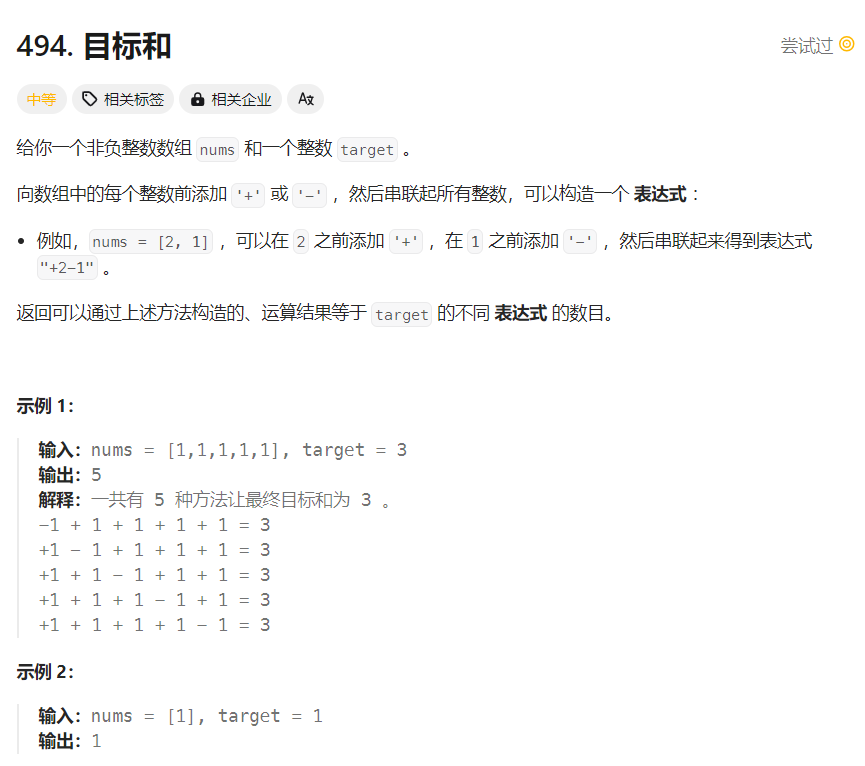 494. 目标和
尝试过
中等 相关标签 相关企业
给你一个非负整数数组 nums 和一个整数 target 。
向数组中的每个整数前添加 '+' 或 '-' ，然后串联起所有整数，可以构造一个 表达式 ：
• 例如，nums = [2, 1] ，可以在 2 之前添加 '+' ，在 1 之前添加 '-' ，然后串联起来得到表达式
"+2-1" 。
返回可以通过上述方法构造的、运算结果等于 target 的不同 表达式 的数目。
示例 1：
输入：nums = [1,1,1,1,1], target = 3
输出：5
解释：一共有 5 种方法让最终目标和为 3 。
-1 + 1 + 1 + 1 + 1 = 3
+1 - 1 + 1 + 1 + 1 = 3
+1 + 1 - 1 + 1 + 1 = 3
+1 + 1 + 1 - 1 + 1 = 3
+1 + 1 + 1 + 1 - 1 = 3
示例 2：
输入：nums = [1], target = 1
输出：1